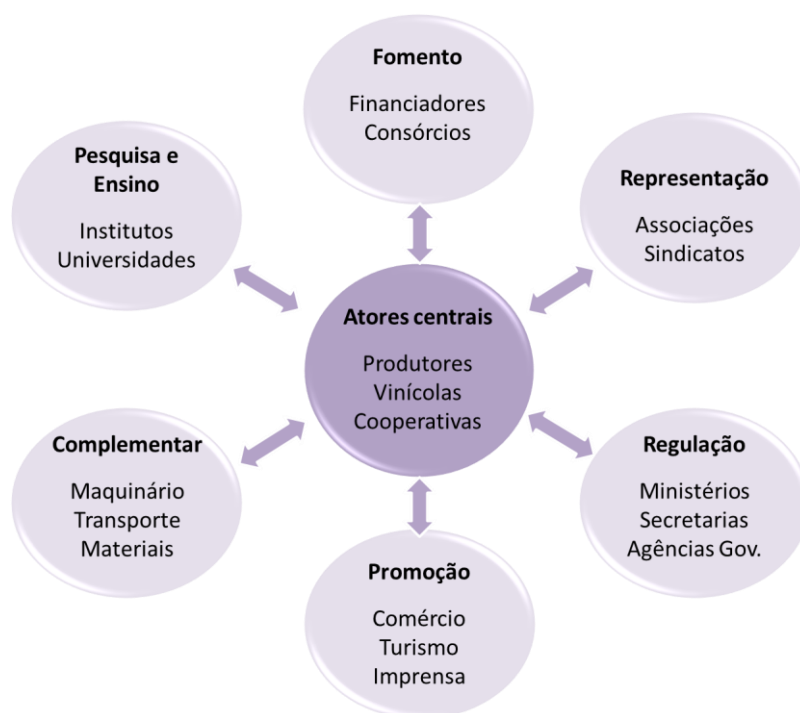 Fomento
Financiadores
Consórcios
Pesquisa e
Ensino
Institutos
Universidades
Representação
Associações
Sindicatos
Atores centrais
Produtores
Vinícolas
Cooperativas
Complementar
Maquinário
Transporte
Materiais
Regulação
Ministérios
Secretarias
Agências Gov.
Promoção
Comércio
Turismo
Imprensa